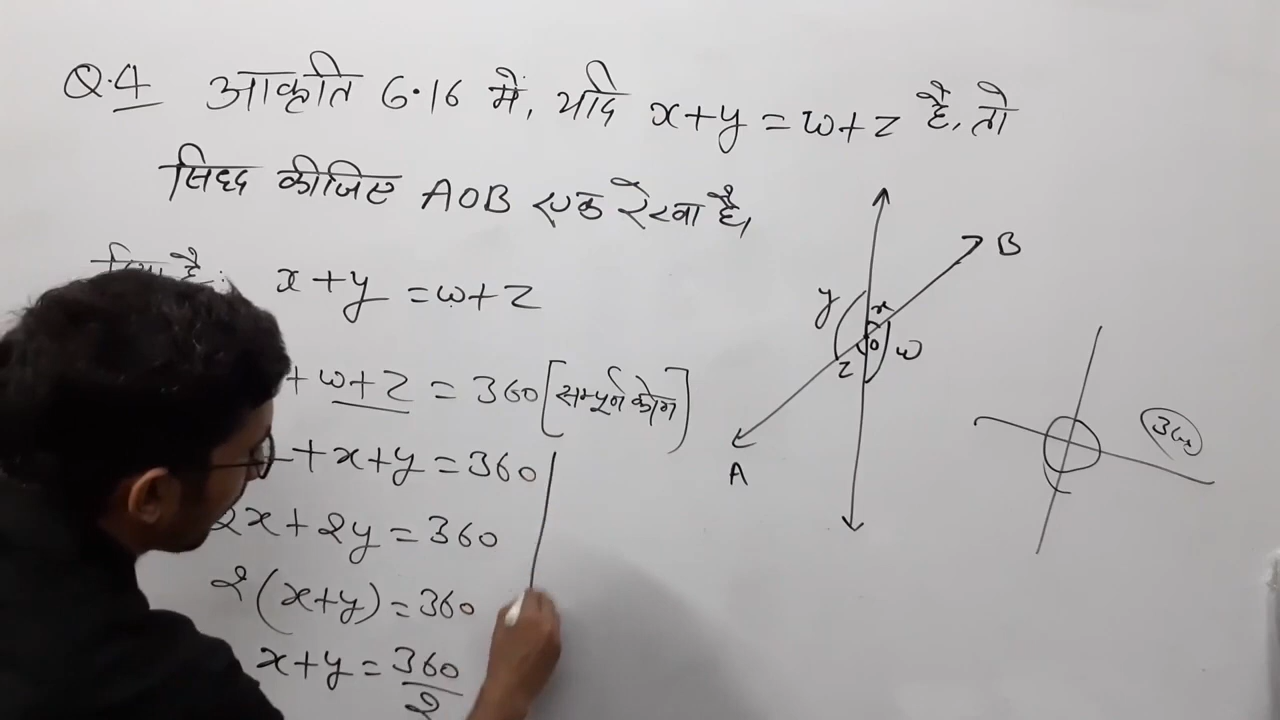 Q.4 आकृति 6.16 में, यदि x+y=w+z है, तो
सिध्द कीजिए AOB एक रेखा है,
है: x+y=w+z
+ w+z = 360 [सम्पूर्न कोन]
+x+y=360
2x+2y=360
2(x+y)=360
x+y=360/2
B
y x
O w
z
A
360